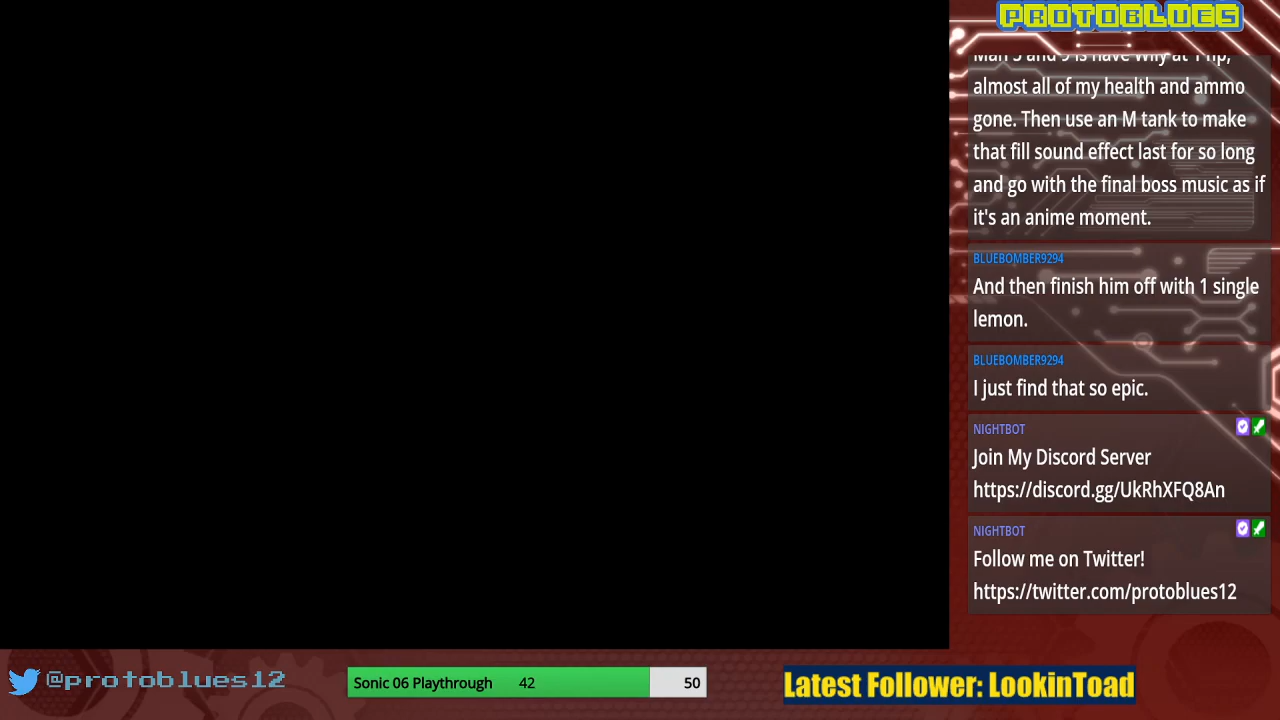 PROTOBLUES
almost all of my health and ammo
gone. Then use an M tank to make
that fill sound effect last for so long
and go with the final boss music as if
it's an anime moment.
BLUEBOMBER9294
And then finish him off with 1 single
lemon.
BLUEBOMBER9294
I just find that so epic.
NIGHTBOT
Join My Discord Server
https://discord.gg/UkRhXFQ8An
NIGHTBOT
Follow me on Twitter!
https://twitter.com/protoblues12
@protoblues12
Sonic 06 Playthrough 42 50
Latest Follower: LookinToad